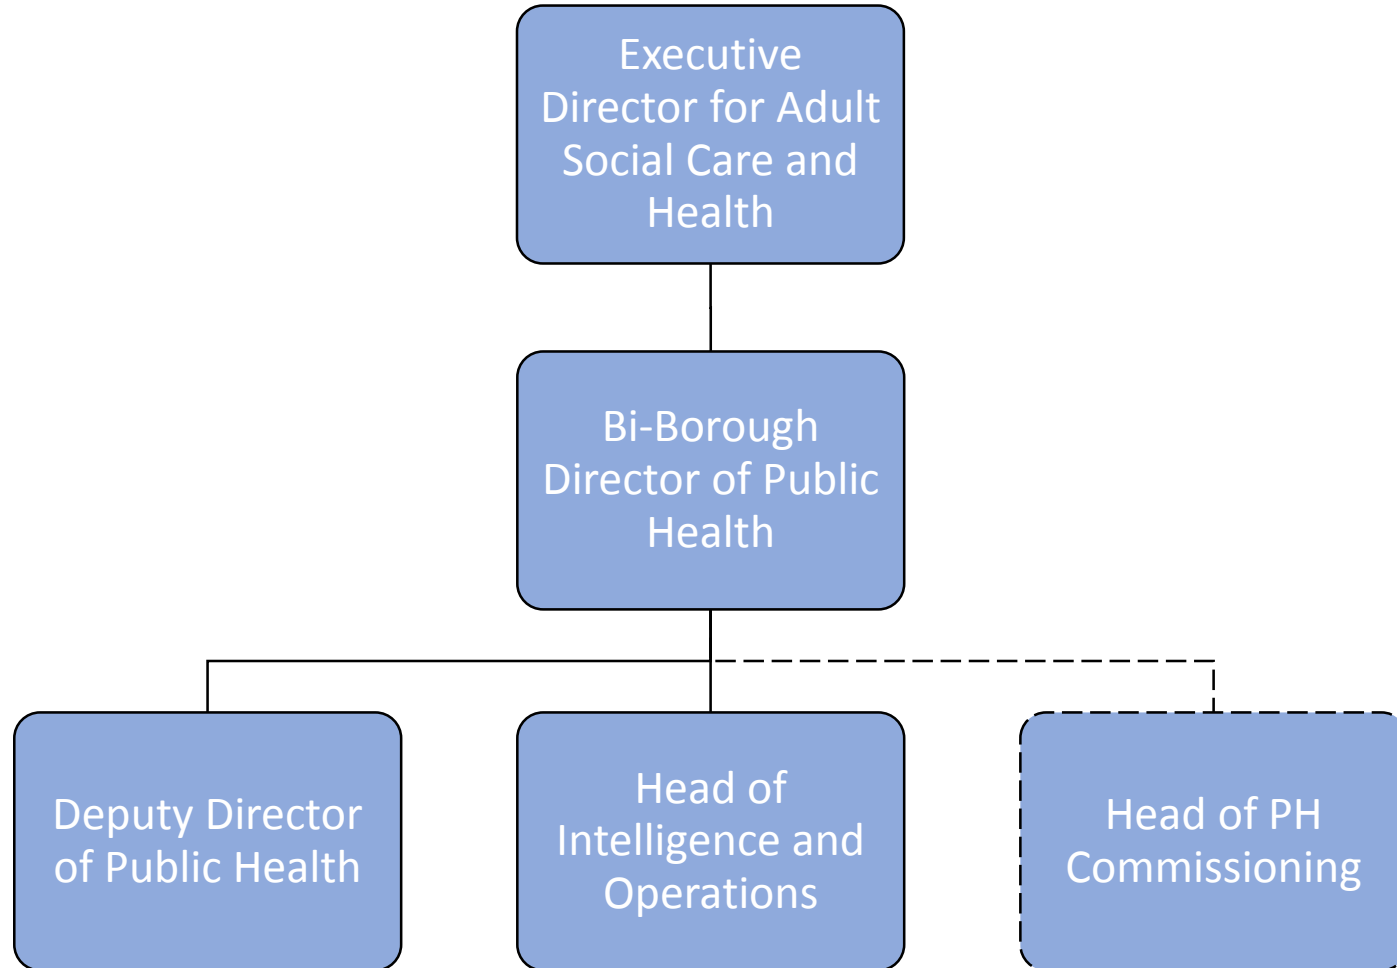 Executive
Director for Adult
Social Care and
Health
Bi-Borough
Director of Public
Health
Deputy Director
of Public Health
Head of
Intelligence and
Operations
Head of PH
Commissioning